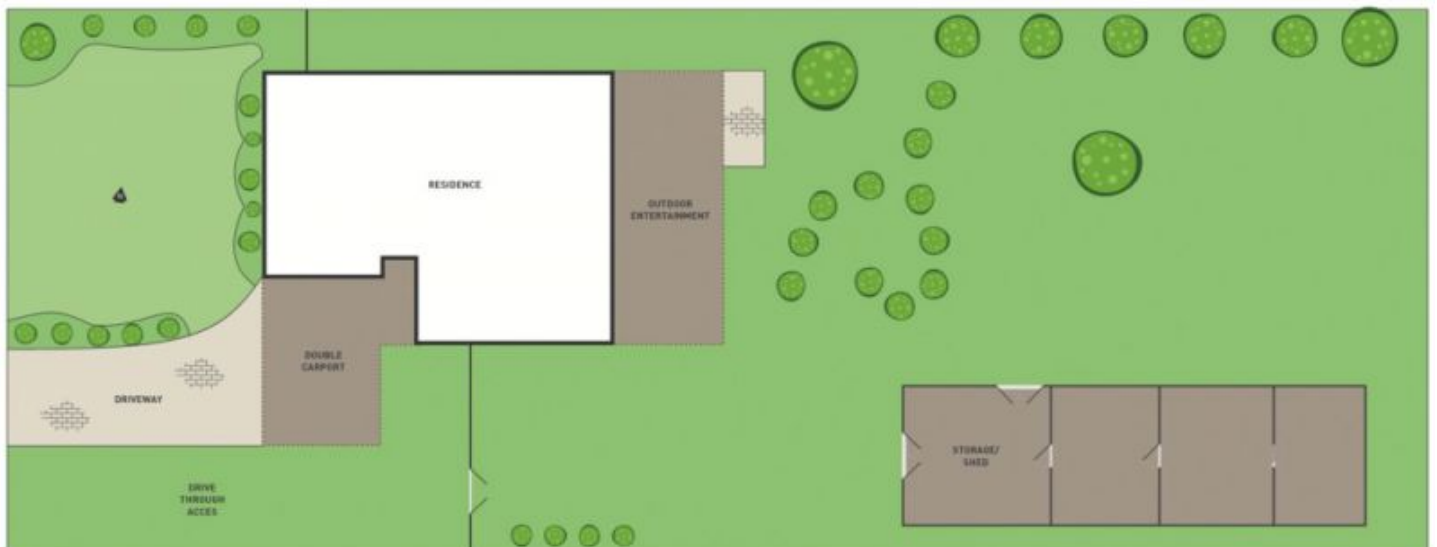 RESIDENCE
OUTDOOR
ENTERTAINMENT
DOUBLE
CARPORT
DRIVEWAY
STORAGE/
SHED
DRIVE
THROUGH
ACCES